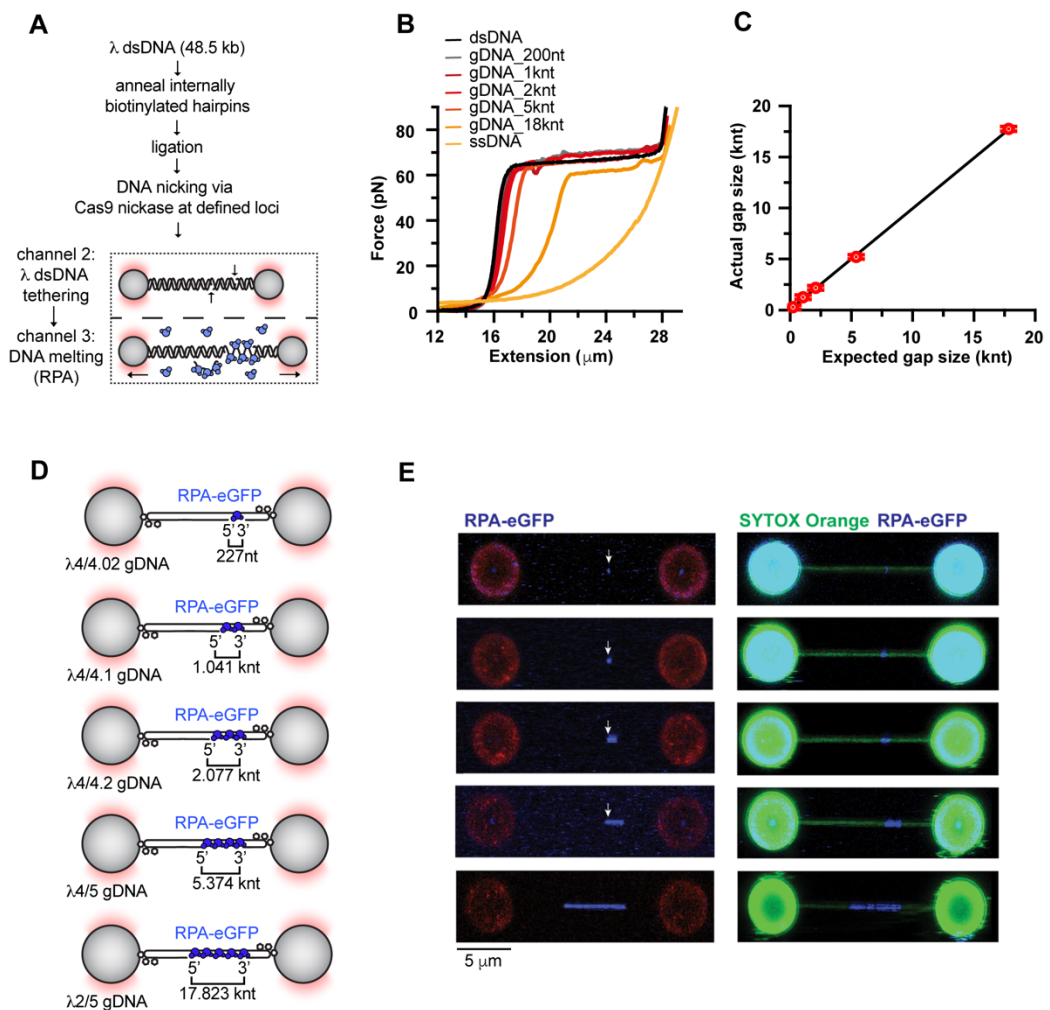 A
λ dsDNA (48.5 kb)
anneal internally
biotinylated hairpins
ligation
DNA nicking via
Cas9 nickase at defined loci
channel 2:
λ dsDNA
tethering
channel 3:
DNA melting
(RPA)
B
dsDNA
gDNA_200nt
gDNA_1knt
gDNA_2knt
gDNA_5knt
gDNA_18knt
ssDNA
80
60
40
20
0
Force (pN)
12 16 20 24 28
Extension (μm)
C
20
15
10
5
0
Actual gap size (knt)
0 5 10 15 20
Expected gap size (knt)
D
RPA-eGFP
5' 3'
227nt
λ4/4.02 gDNA
RPA-eGFP
5' 3'
1.041 knt
λ4/4.1 gDNA
RPA-eGFP
5' 3'
2.077 knt
λ4/4.2 gDNA
RPA-eGFP
5' 3'
5.374 knt
λ4/5 gDNA
RPA-eGFP
5' 3'
17.823 knt
λ2/5 gDNA
E
RPA-eGFP
SYTOX Orange RPA-eGFP
5 μm